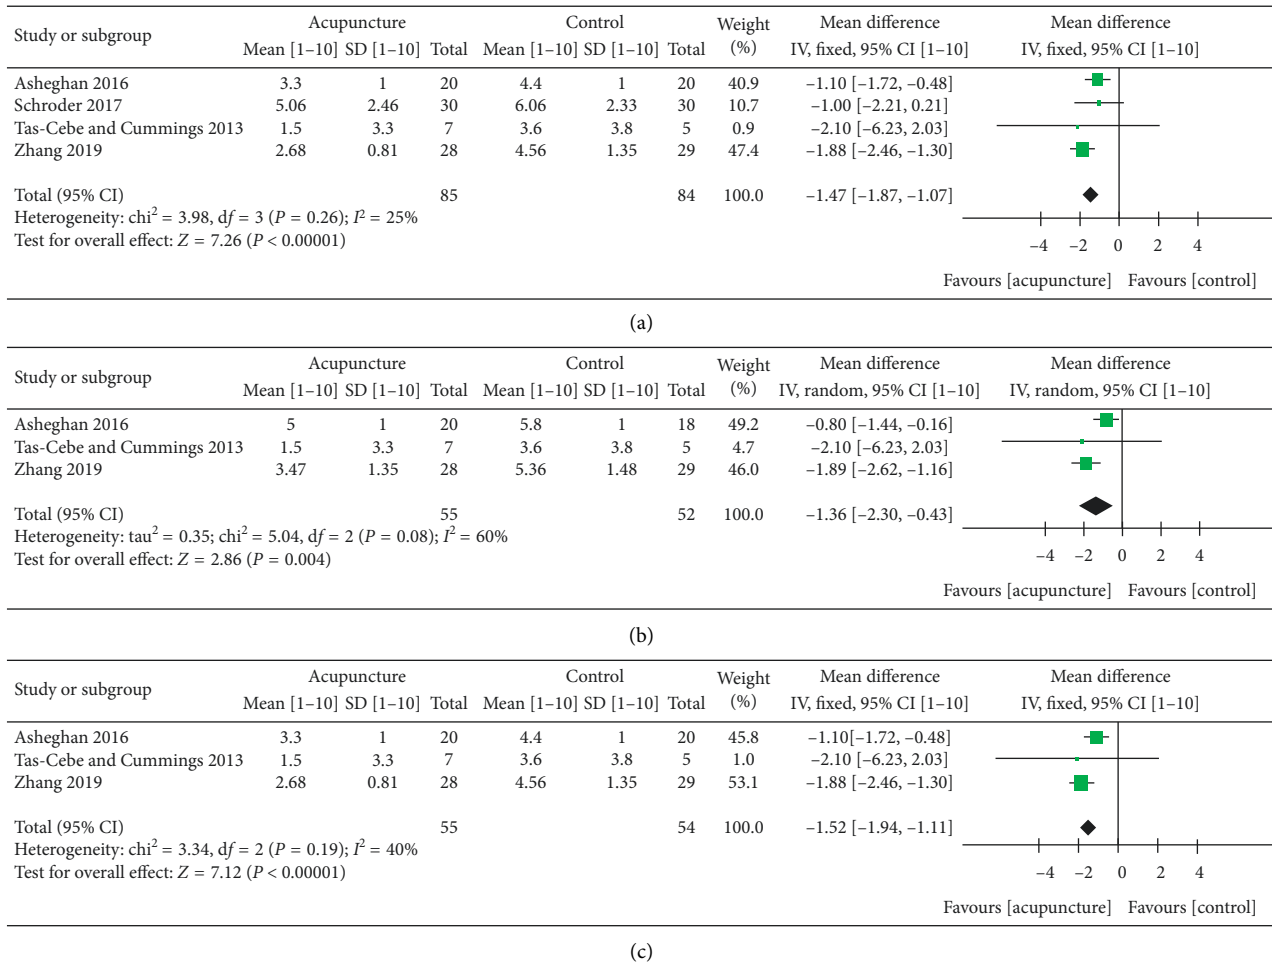 Study or subgroup Acupuncture Control Weight (%) Mean difference Mean difference
Mean [1–10] SD [1–10] Total Mean [1–10] SD [1–10] Total IV, fixed, 95% CI [1–10] IV, fixed, 95% CI [1–10]
Asheghan 2016 3.3 1 20 4.4 1 20 40.9 −1.10 [−1.72, −0.48]
Schroder 2017 5.06 2.46 30 6.06 2.33 30 10.7 −1.00 [−2.21, 0.21]
Tas-Cebe and Cummings 2013 1.5 3.3 7 3.6 3.8 5 0.9 −2.10 [−6.23, 2.03]
Zhang 2019 2.68 0.81 28 4.56 1.35 29 47.4 −1.88 [−2.46, −1.30]
Total (95% CI) 85 84 100.0 −1.47 [−1.87, −1.07]
Heterogeneity: chi² = 3.98, df = 3 (P = 0.26); I² = 25%
Test for overall effect: Z = 7.26 (P < 0.00001)
−4 −2 0 2 4
Favours [acupuncture] Favours [control]
(a)
Study or subgroup Acupuncture Control Weight (%) Mean difference Mean difference
Mean [1–10] SD [1–10] Total Mean [1–10] SD [1–10] Total IV, random, 95% CI [1–10] IV, random, 95% CI [1–10]
Asheghan 2016 5 1 20 5.8 1 18 49.2 −0.80 [−1.44, −0.16]
Tas-Cebe and Cummings 2013 1.5 3.3 7 3.6 3.8 5 4.7 −2.10 [−6.23, 2.03]
Zhang 2019 3.47 1.35 28 5.36 1.48 29 46.0 −1.89 [−2.62, −1.16]
Total (95% CI) 55 52 100.0 −1.36 [−2.30, −0.43]
Heterogeneity: tau² = 0.35; chi² = 5.04, df = 2 (P = 0.08); I² = 60%
Test for overall effect: Z = 2.86 (P = 0.004)
−4 −2 0 2 4
Favours [acupuncture] Favours [control]
(b)
Study or subgroup Acupuncture Control Weight (%) Mean difference Mean difference
Mean [1–10] SD [1–10] Total Mean [1–10] SD [1–10] Total IV, fixed, 95% CI [1–10] IV, fixed, 95% CI [1–10]
Asheghan 2016 3.3 1 20 4.4 1 20 45.8 −1.10[−1.72, −0.48]
Tas-Cebe and Cummings 2013 1.5 3.3 7 3.6 3.8 5 1.0 −2.10 [−6.23, 2.03]
Zhang 2019 2.68 0.81 28 4.56 1.35 29 53.1 −1.88 [−2.46, −1.30]
Total (95% CI) 55 54 100.0 −1.52 [−1.94, −1.11]
Heterogeneity: chi² = 3.34, df = 2 (P = 0.19); I² = 40%
Test for overall effect: Z = 7.12 (P < 0.00001)
−4 −2 0 2 4
Favours [acupuncture] Favours [control]
(c)